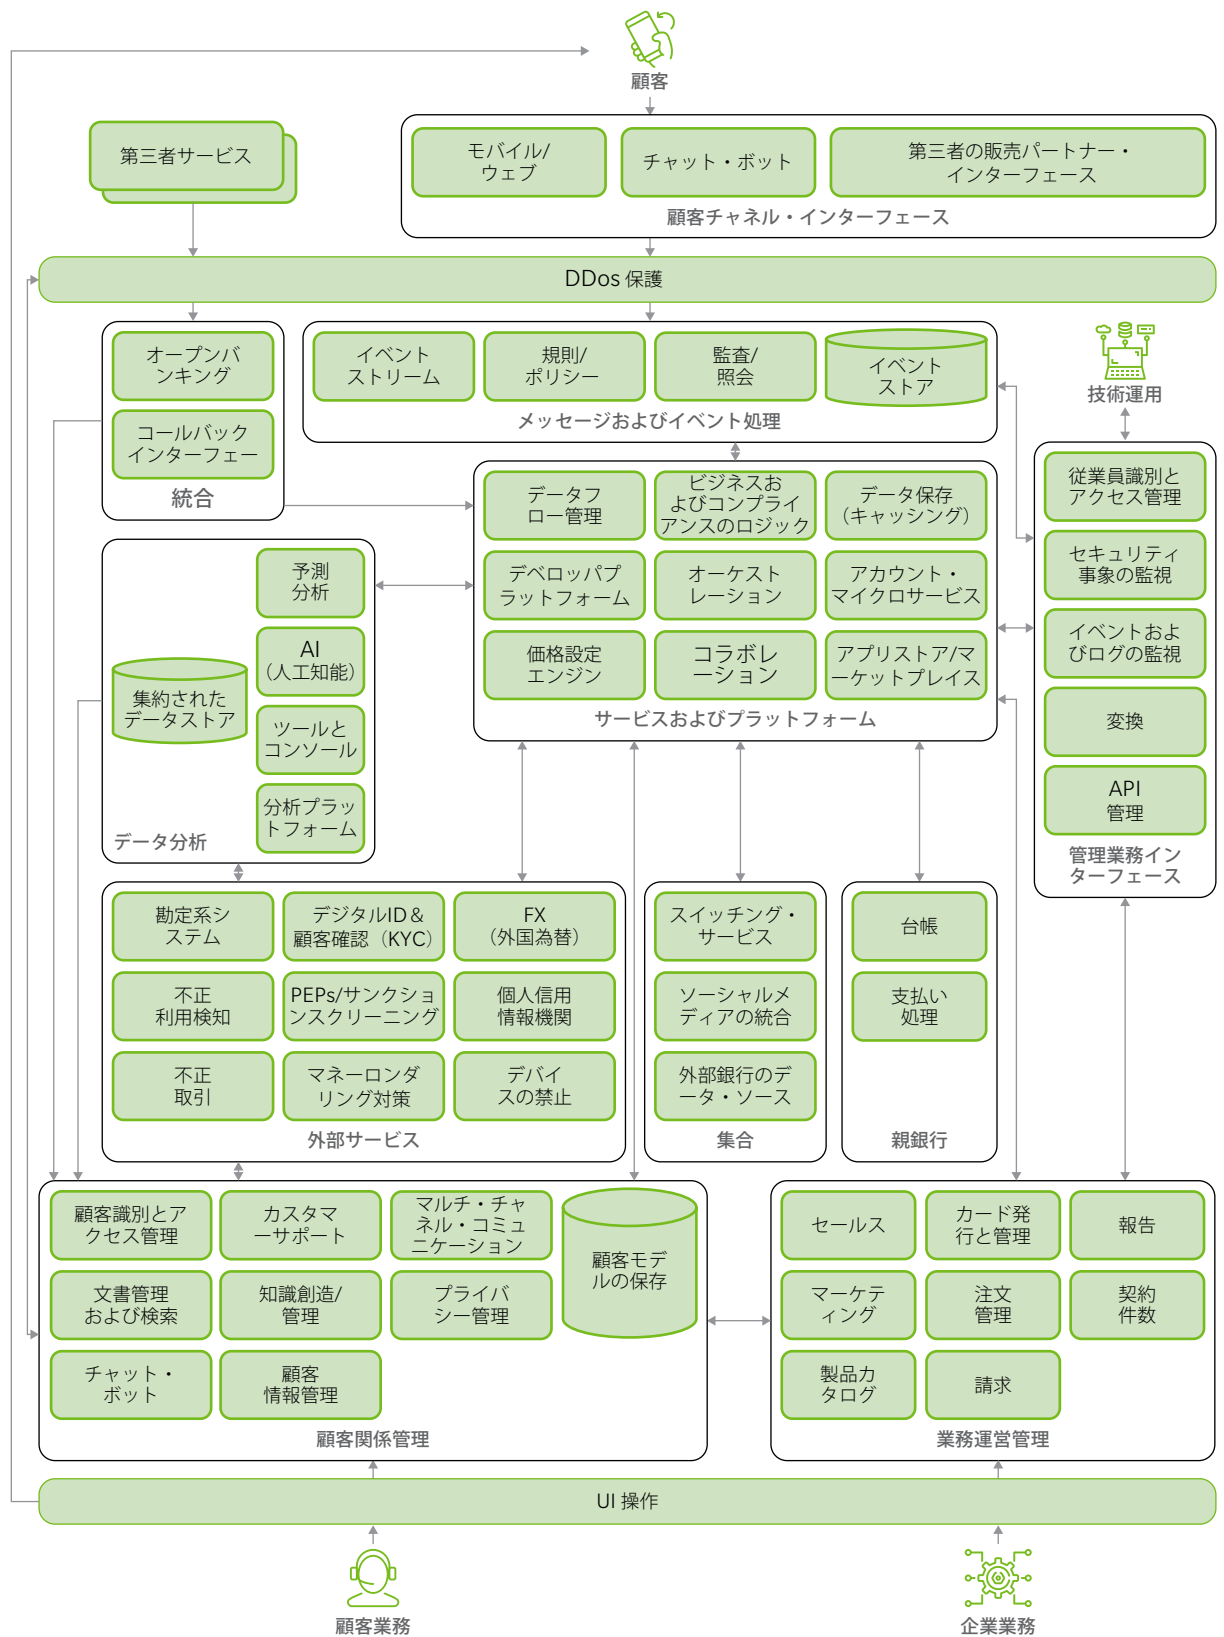 顧客
第三者サービス
モバイル/
ウェブ
チャット・ボット
第三者の販売パートナー・
インターフェース
顧客チャネル・インターフェース
DDos 保護
オープンバ
ンキング
コールバック
インターフェー
統合
イベント
ストリーム
規則/
ポリシー
監査/
照会
イベント
ストア
メッセージおよびイベント処理
技術運用
データフ
ロー管理
ビジネスお
よびコンプライ
アンスのロジック
データ保存
（キャッシング）
デベロッパプ
ラットフォーム
オーケスト
レーション
アカウント・
マイクロサービス
価格設定
エンジン
コラボレ
ーション
アプリストア/マ
ーケットプレイス
サービスおよびプラットフォーム
従業員識別と
アクセス管理
セキュリティ
事象の監視
イベントおよ
びログの監視
変換
API
管理
管理業務イン
ターフェース
予測
分析
AI
（人工知能）
集約された
データストア
ツールと
コンソール
分析プラッ
トフォーム
データ分析
勘定系シ
ステム
デジタルID＆
顧客確認（KYC）
FX
（外国為替）
不正
利用検知
PEPs/サンクショ
ンスクリーニング
個人信用
情報機関
不正
取引
マネーロンダ
リング対策
デバイ
スの禁止
外部サービス
スイッチング・
サービス
ソーシャルメ
ディアの統合
外部銀行のデ
ータ・ソース
集合
台帳
支払い
処理
親銀行
顧客識別とア
クセス管理
カスタマ
ーサポート
マルチ・チャ
ネル・コミュ
ニケーション
顧客モデ
ルの保存
文書管理
および検索
知識創造/
管理
プライバ
シー管理
チャット・
ボット
顧客
情報管理
顧客関係管理
セールス
カード発
行と管理
報告
マーケテ
ィング
注文
管理
契約
件数
製品カ
タログ
請求
業務運営管理
UI 操作
顧客業務
企業業務